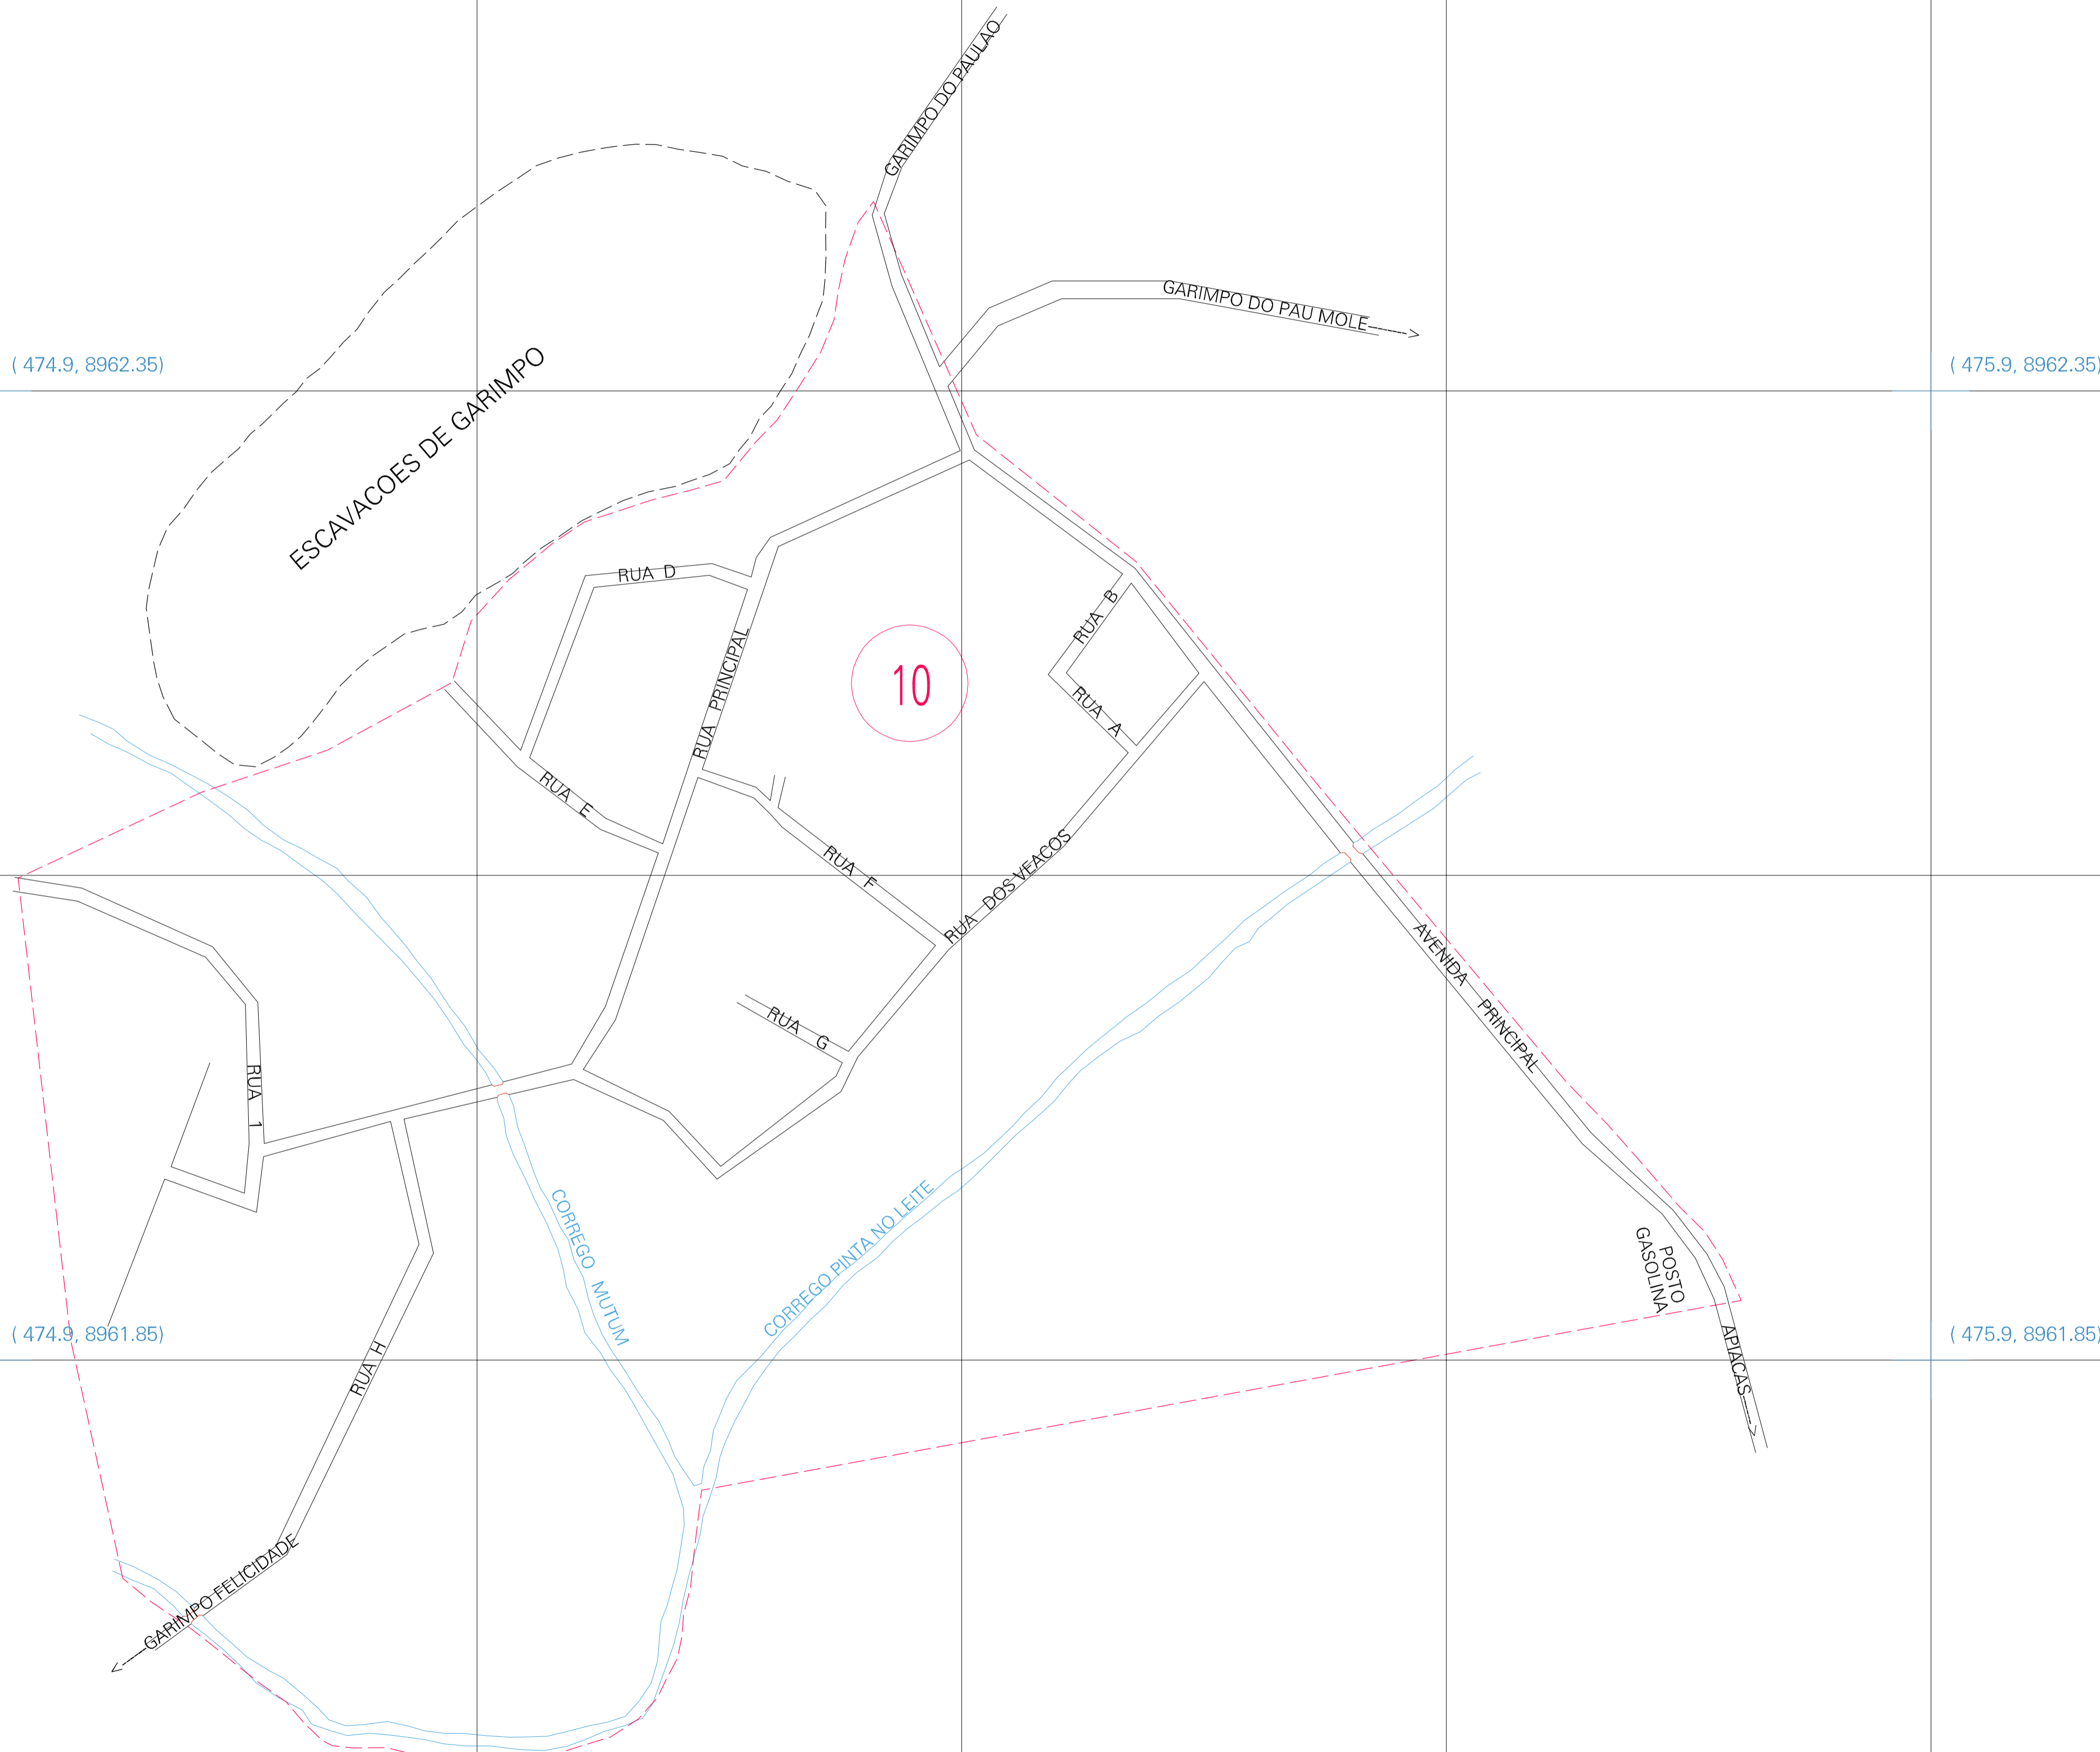 GARIMPO DO PAULAO
GARIMPO DO PAU MOLE
( 474.9, 8962.35)
( 475.9, 8962.35)
ESCAVACOES DE GARIMPO
RUA D
RUA B
RUA PRINCIPAL
10
RUA A
RUA E
RUA F
RUA DOS VEACOS
AVENIDA PRINCIPAL
RUA G
RUA 1
CORREGO MUTUM
CORREGO PINTA NO LEITE
POSTO
GASOLINA
( 474.9, 8961.85)
( 475.9, 8961.85)
RUA H
APIACAS
GARIMPO FELICIDADE